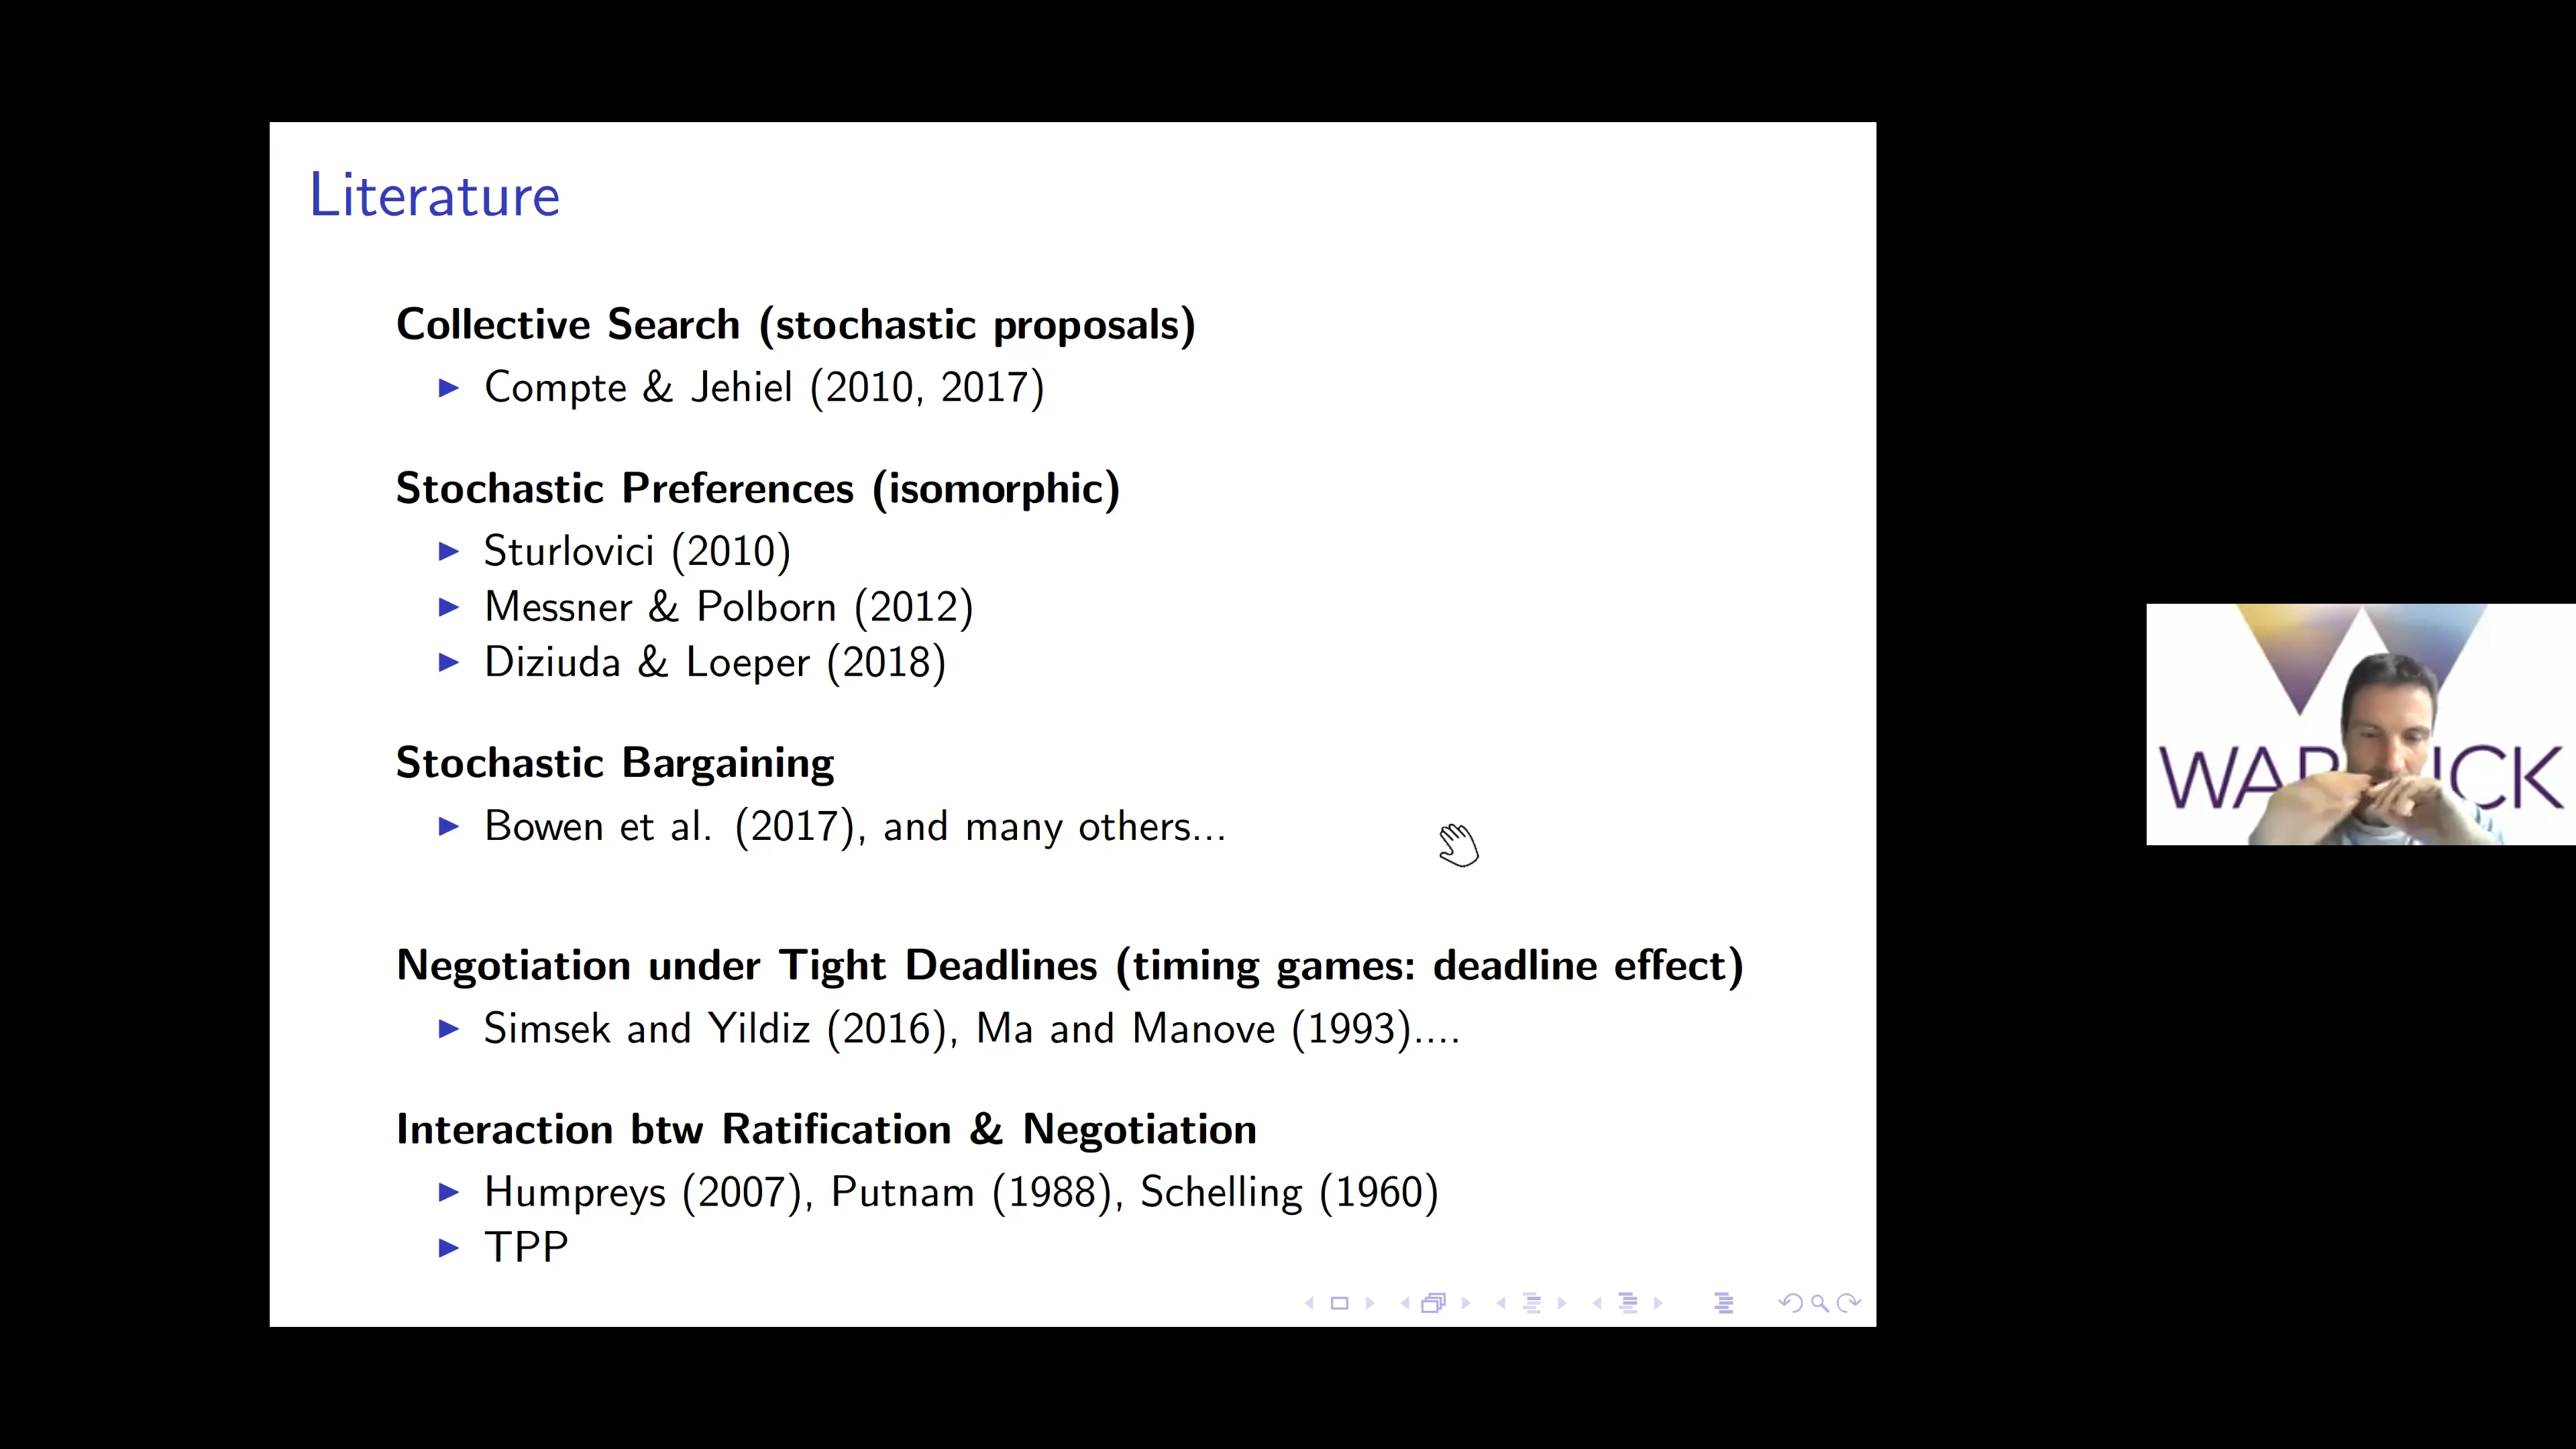 Literature
Collective Search (stochastic proposals)
Compte & Jehiel (2010, 2017)
Stochastic Preferences (isomorphic)
Sturlovici (2010)
Messner & Polborn (2012)
Diziuda & Loeper (2018)
Stochastic Bargaining
Bowen et al. (2017), and many others...
Negotiation under Tight Deadlines (timing games: deadline effect)
Simsek and Yildiz (2016), Ma and Manove (1993)....
Interaction btw Ratification & Negotiation
Humpreys (2007), Putnam (1988), Schelling (1960)
TPP